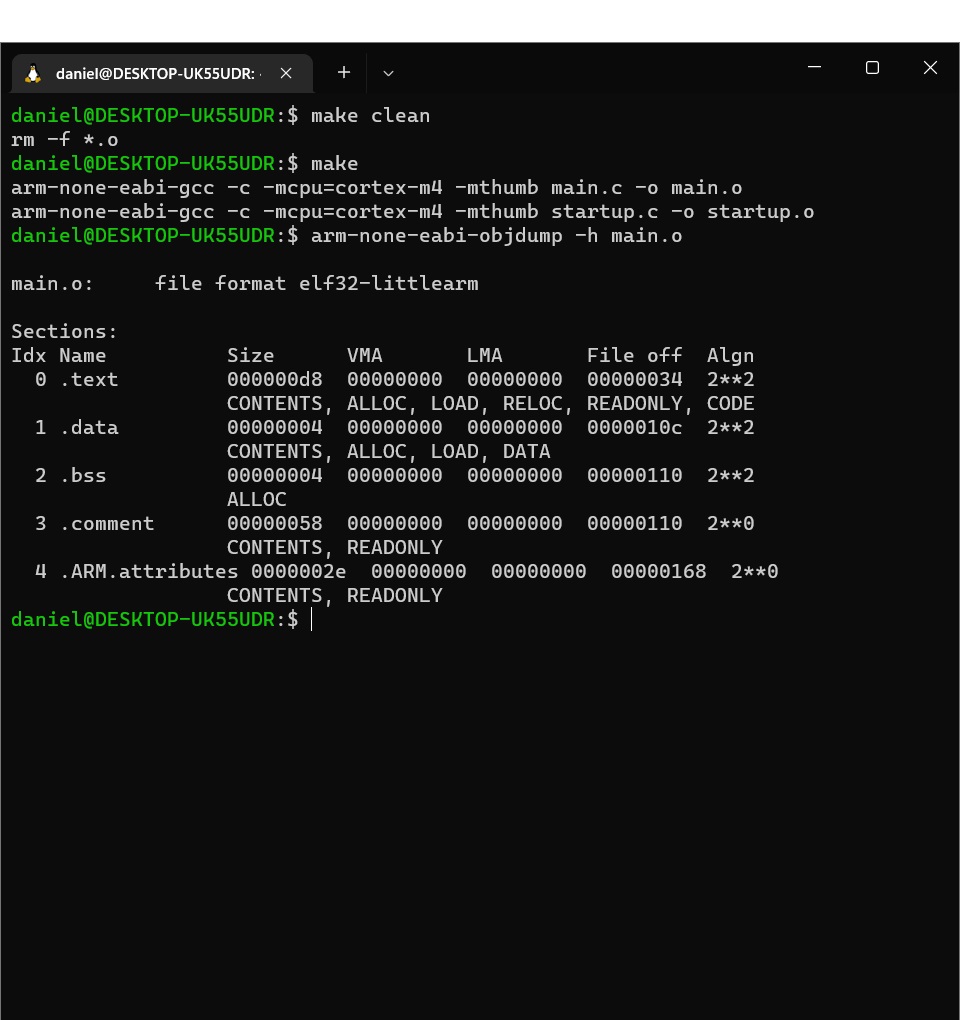 daniel@DESKTOP-UK55UDR:
daniel@DESKTOP-UK55UDR:$ make clean
rm -f *.o
daniel@DESKTOP-UK55UDR:$ make
arm-none-eabi-gcc -c -mcpu=cortex-m4 -mthumb main.c -o main.o
arm-none-eabi-gcc -c -mcpu=cortex-m4 -mthumb startup.c -o startup.o
daniel@DESKTOP-UK55UDR:$ arm-none-eabi-objdump -h main.o
main.o:     file format elf32-littlearm
Sections:
Idx Name          Size      VMA       LMA       File off  Algn
  0 .text         000000d8  00000000  00000000  00000034  2**2
                  CONTENTS, ALLOC, LOAD, RELOC, READONLY, CODE
  1 .data         00000004  00000000  00000000  0000010c  2**2
                  CONTENTS, ALLOC, LOAD, DATA
  2 .bss          00000004  00000000  00000000  00000110  2**2
                  ALLOC
  3 .comment      00000058  00000000  00000000  00000110  2**0
                  CONTENTS, READONLY
  4 .ARM.attributes 0000002e  00000000  00000000  00000168  2**0
                  CONTENTS, READONLY
daniel@DESKTOP-UK55UDR:$